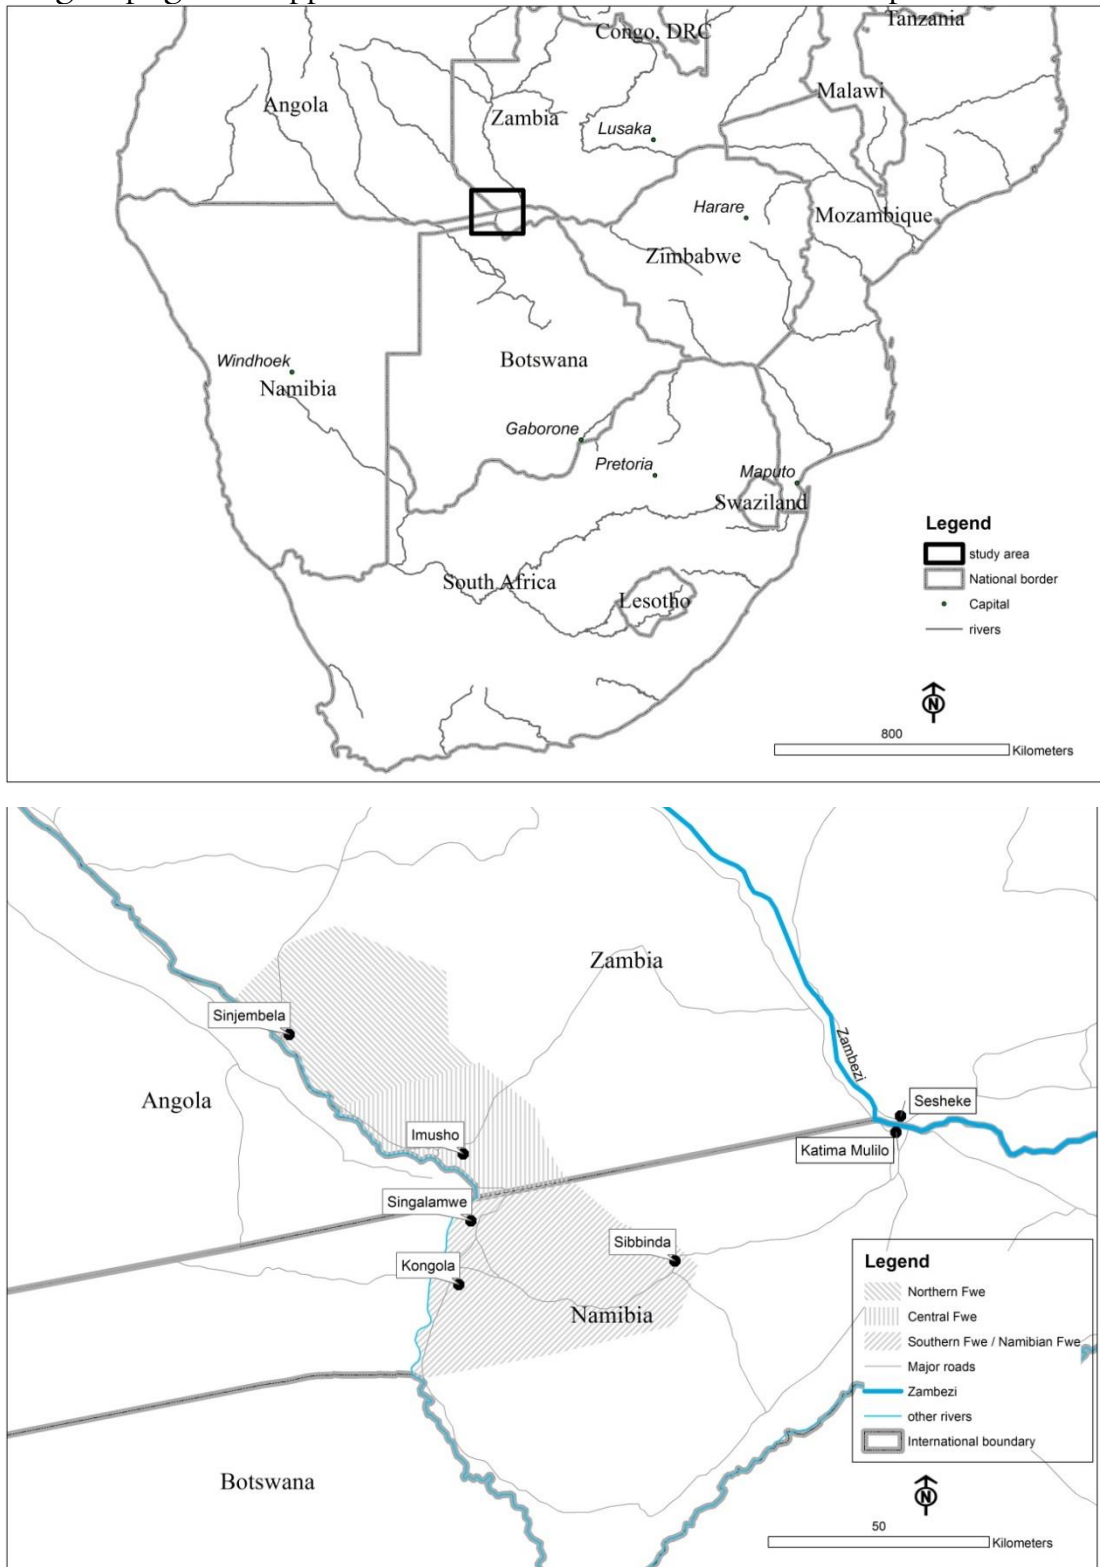 Congo, DRC
Tanzania
Angola
Zambia
Malawi
Lusaka
Harare
Mozambique
Zimbabwe
Windhoek
Namibia
Botswana
Gaborone
Pretoria
Maputo
Swaziland
South Africa
Lesotho
Legend
study area
National border
Capital
rivers
N
800
Kilometers
Zambia
Sinjembela
Angola
Zambezi
Sesheke
Imusho
Katima Mulilo
Singalamwe
Sibbinda
Kongola
Namibia
Botswana
Legend
Northern Fwe
Central Fwe
Southern Fwe / Namibian Fwe
Major roads
Zambezi
other rivers
International boundary
N
50
Kilometers